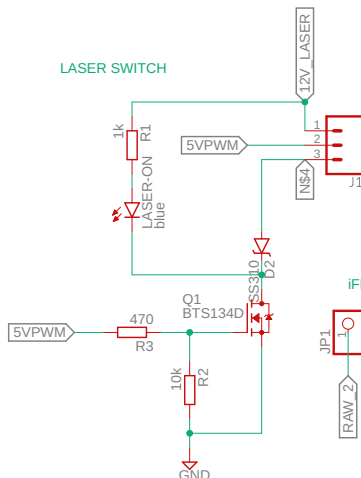 LASER SWITCH
12V_LASER
1k
R1
5VPWM
1
2
3
J1
LASER-ON
blue
N$4
SS310
D2
iFI
Q1
BTS134D
5VPWM
470
R3
10k
R2
JP1
1
RAW_2
GND